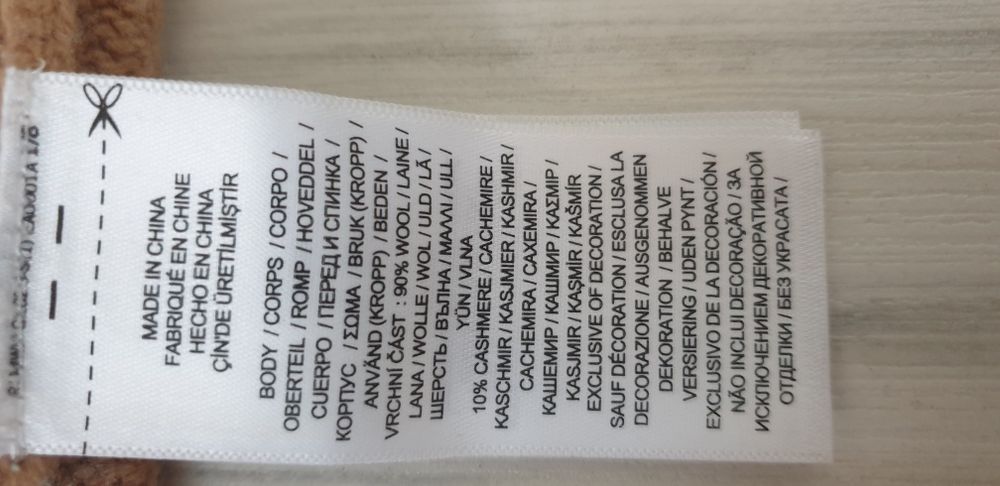 MADE IN CHINA
FABRIQUÉ EN CHINE
HECHO EN CHINA
ÇİN'DE ÜRETİLMİŞTİR
BODY / CORPS / CORPO /
OBERTEIL / ROMP / HOVEDDEL /
CUERPO / ПЕРЕД И СПИНКА /
КОРПУС / ΣΩΜΑ / BRUK (KROPP) /
ANVÄND (KROPP) / BEDEN /
VRCHNÍ ČÁST : 90% WOOL / LAINE /
LANA / WOLLE / WOL / ULD / LÃ /
ШЕРСТЬ / ВЪЛНА / ΜΑΛΛΙ / ULL /
YÜN / VLNA
10% CASHMERE / CACHEMIRE /
KASCHMIR / KASJMIER / KASHMIR /
CACHEMIRA / CAXEMIRA /
КАШЕМИР / КАШМИР / ΚΑΣΜΙΡ /
KASJMIR / KAŞMİR / KAŠMÍR
EXCLUSIVE OF DECORATION /
SAUF DÉCORATION / ESCLUSA LA
DECORAZIONE / AUSGENOMMEN
DEKORATION / BEHALVE
VERSIERING / UDEN PYNT /
EXCLUSIVO DE LA DECORACION /
NÃO INCLUI DECORAÇÃO / ЗА
ИСКЛЮЧЕНИЕМ ДЕКОРАТИВНОЙ
ОТДЕЛКИ / БЕЗ УКРАСАТА /